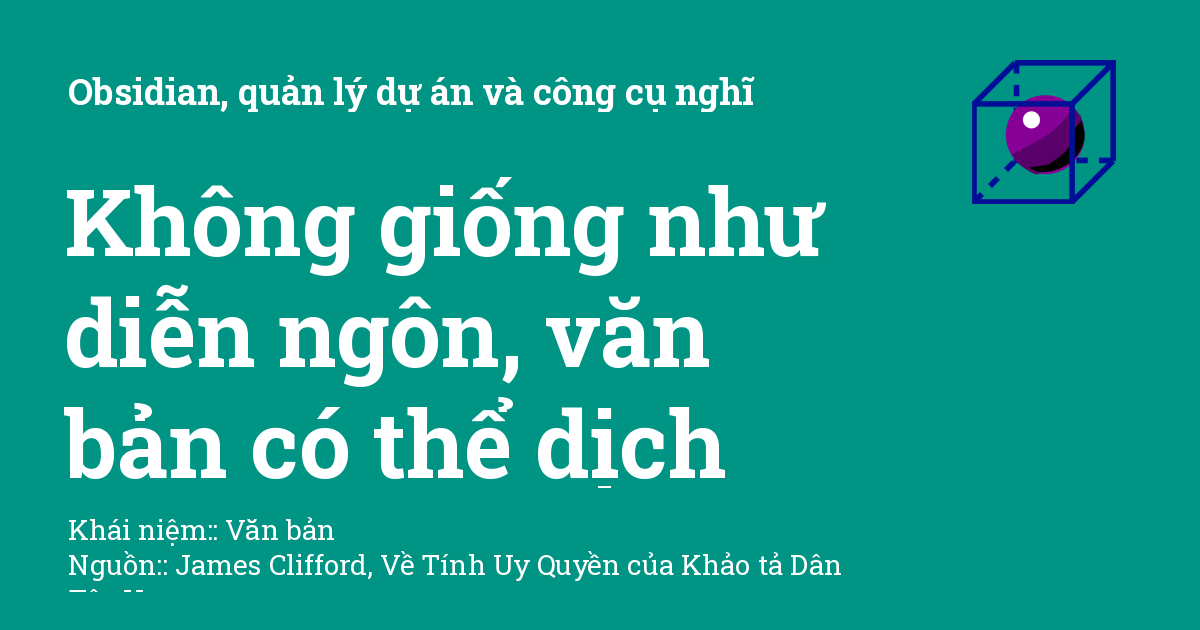 Obsidian, quản lý dự án và công cụ nghĩ
Không giống như
diễn ngôn, văn
bản có thể dịch
Khái niệm:: Văn bản
Nguồn:: James Clifford, Về Tính Uy Quyền của Khảo tả Dân